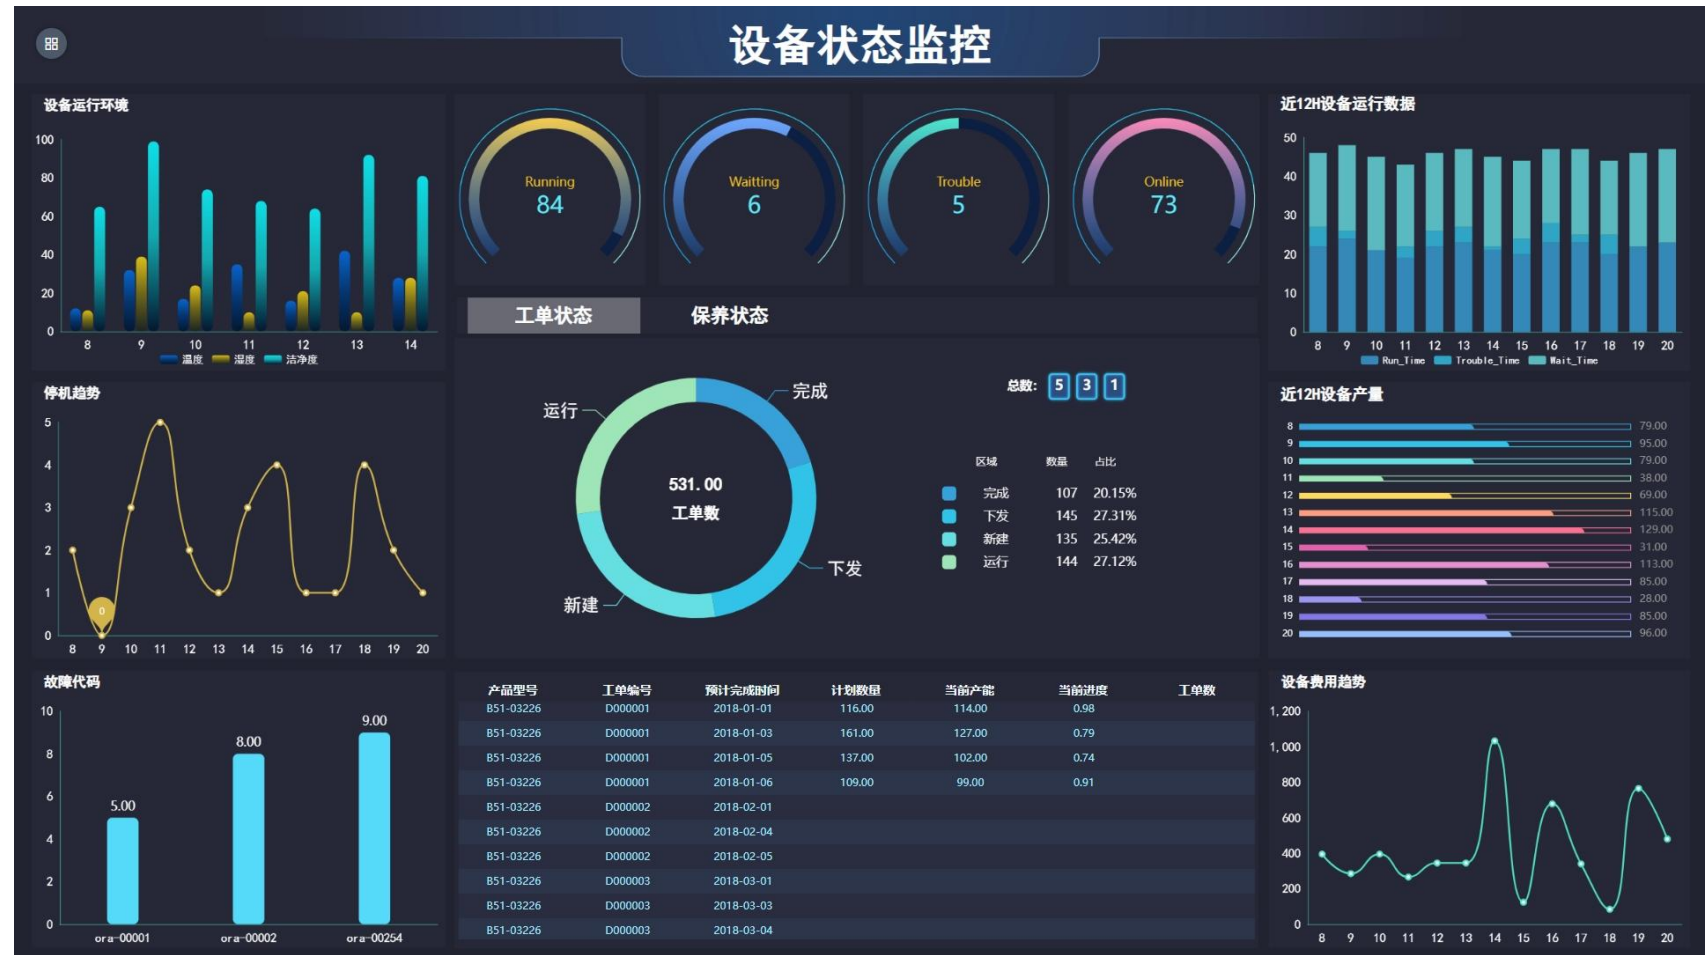 设备状态监控
设备运行环境
100
80
60
40
20
0
8 9 10 11 12 13 14
温度 湿度 洁净度
Running
84
Waitting
6
Trouble
5
Online
73
近12H设备运行数据
50
40
30
20
10
0
8 9 10 11 12 13 14 15 16 17 18 19 20
Run_Time Trouble_Time Wait_Time
工单状态 保养状态
停机趋势
5
4
3
2
1
0
0
8 9 10 11 12 13 14 15 16 17 18 19 20
完成
运行
下发
新建
531.00
工单数
总数: 5 3 1
区域 数量 占比
完成 107 20.15%
下发 145 27.31%
新建 135 25.42%
运行 144 27.12%
近12H设备产量
8 79.00
9 95.00
10 79.00
11 38.00
12 69.00
13 115.00
14 129.00
15 31.00
16 113.00
17 85.00
18 28.00
19 85.00
20 96.00
故障代码
10
8
6
4
2
0
5.00
8.00
9.00
ora-00001 ora-00002 ora-00254
产品型号 工单编号 预计完成时间 计划数量 当前产能 当前进度 工单数
B51-03226 D000001 2018-01-01 116.00 114.00 0.98
B51-03226 D000001 2018-01-03 161.00 127.00 0.79
B51-03226 D000001 2018-01-05 137.00 102.00 0.74
B51-03226 D000001 2018-01-06 109.00 99.00 0.91
B51-03226 D000002 2018-02-01
B51-03226 D000002 2018-02-04
B51-03226 D000002 2018-02-05
B51-03226 D000003 2018-03-01
B51-03226 D000003 2018-03-03
B51-03226 D000003 2018-03-04
设备费用趋势
1,200
1,000
800
600
400
200
0
8 9 10 11 12 13 14 15 16 17 18 19 20